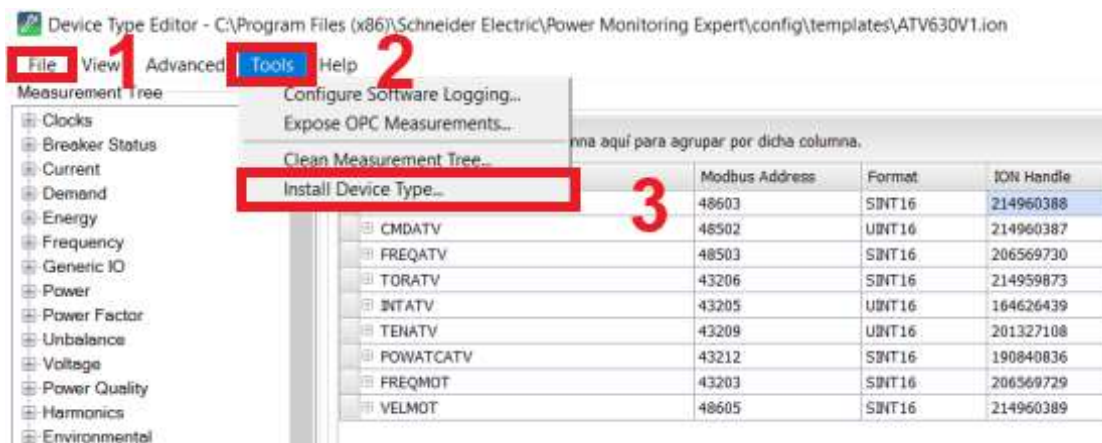 Device Type Editor - C:\Program Files (x86)\Schneider Electric\Power Monitoring Expert\config\templates\ATV630V1.ion
File View Advanced Tools Help
1
2
Measurement Tree
Clocks
Breaker Status
Current
Demand
Energy
Frequency
Generic IO
Power
Power Factor
Unbalance
Voltage
Power Quality
Harmonics
Environmental
Configure Software Logging...
Expose OPC Measurements...
Clean Measurement Tree...
Install Device Type...
3
aquí para agrupar por dicha columna.
Modbus Address Format ION Handle
48603 SINT16 214960388
CMDATV 48502 UINT16 214960387
FREQATV 48503 SINT16 206569730
TORATV 43206 SINT16 214959873
INTATV 43205 UINT16 164626439
TENATV 43209 UINT16 201327108
POWATCATV 43212 SINT16 190840836
FREQMOT 43203 SINT16 206569729
VELMOT 48605 SINT16 214960389